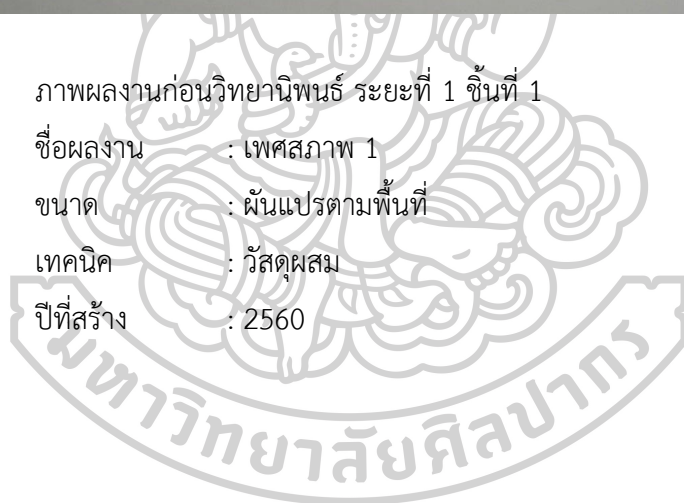 ภาพผลงานก่อนวิทยานิพนธ์ ระยะที่ 1 ชิ้นที่ 1
ชื่อผลงาน : เพศสภาพ 1
ขนาด : ผันแปรตามพื้นที่
เทคนิค : วัสดุผสม
ปีที่สร้าง : 2560
มหาวิทยาลัยศิลปากร